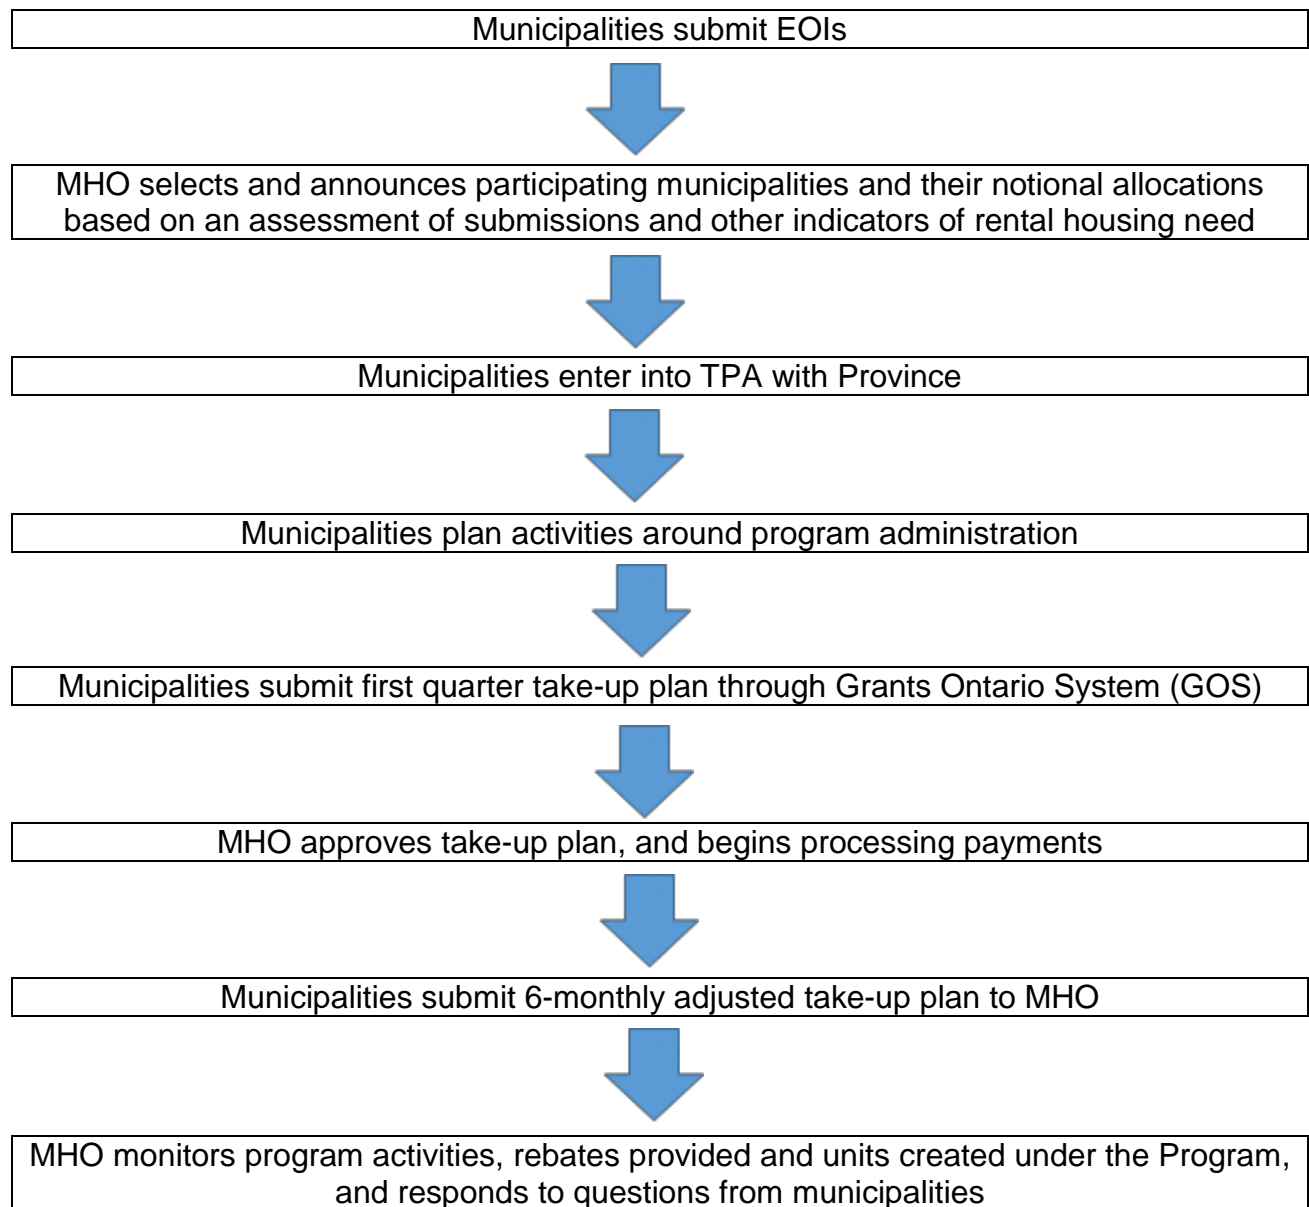 Municipalities submit EOIs
MHO selects and announces participating municipalities and their notional allocations
based on an assessment of submissions and other indicators of rental housing need
Municipalities enter into TPA with Province
Municipalities plan activities around program administration
Municipalities submit first quarter take-up plan through Grants Ontario System (GOS)
MHO approves take-up plan, and begins processing payments
Municipalities submit 6-monthly adjusted take-up plan to MHO
MHO monitors program activities, rebates provided and units created under the Program,
and responds to questions from municipalities